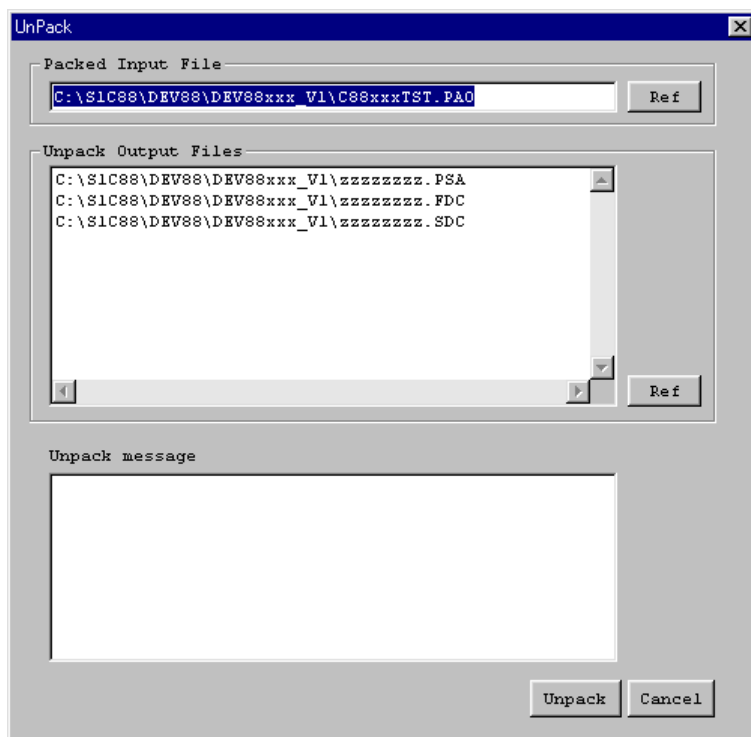 UnPack
Packed Input File
C:\S1C88\DEV88\DEV88xxx_V1\C88xxxTST.PA0
Ref
Unpack Output Files
C:\S1C88\DEV88\DEV88xxx_V1\zzzzzzzz.PSA
C:\S1C88\DEV88\DEV88xxx_V1\zzzzzzzz.FDC
C:\S1C88\DEV88\DEV88xxx_V1\zzzzzzzz.SDC
Ref
Unpack message
Unpack Cancel